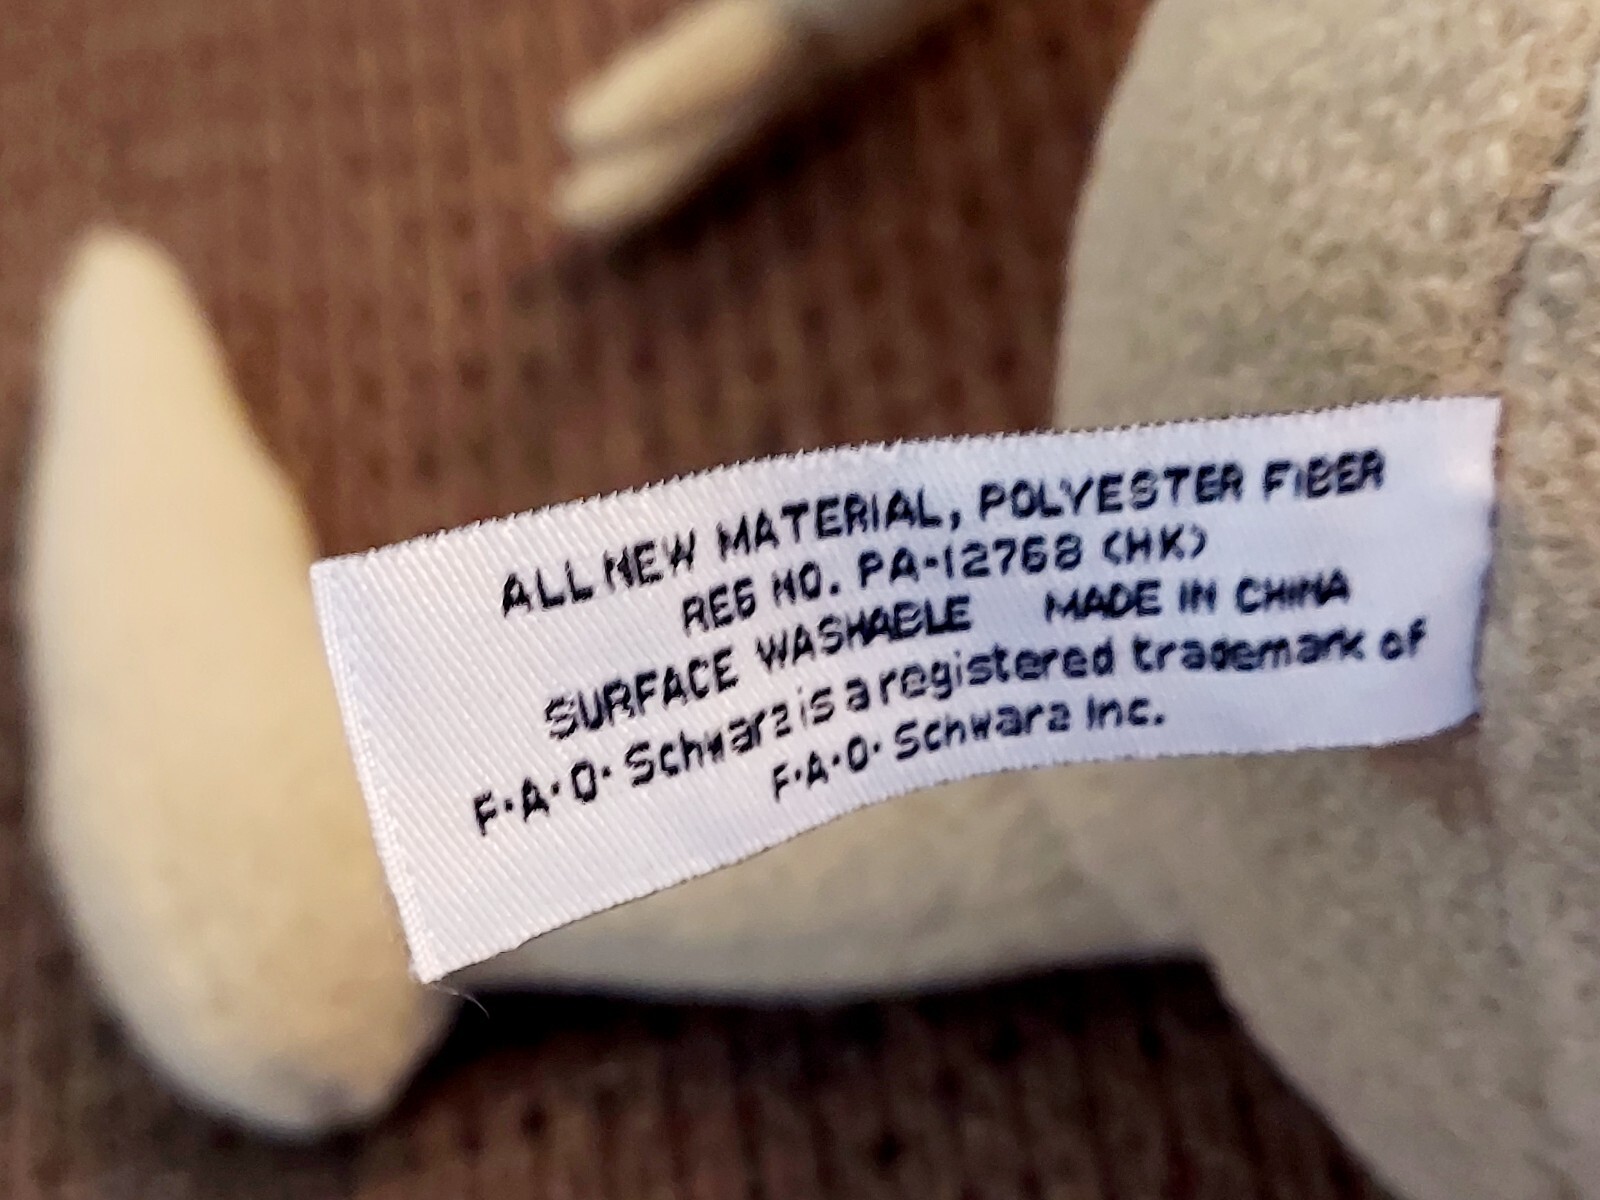 ALL NEW MATERIAL, POLYESTER FIBER
REG NO. PA-12768 (HK)
SURFACE WASHABLE MADE IN CHINA
F·A·O· Schwarz is a registered trademark of
F·A·O· Schwarz Inc.